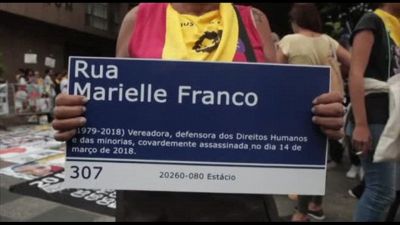 Rua
Marielle Franco
(1979-2018) Vereadora, defensora dos Direitos Humanos
e das minorias, covardemente assassinada no dia 14 de
março de 2018.
307
20260-080 Estácio